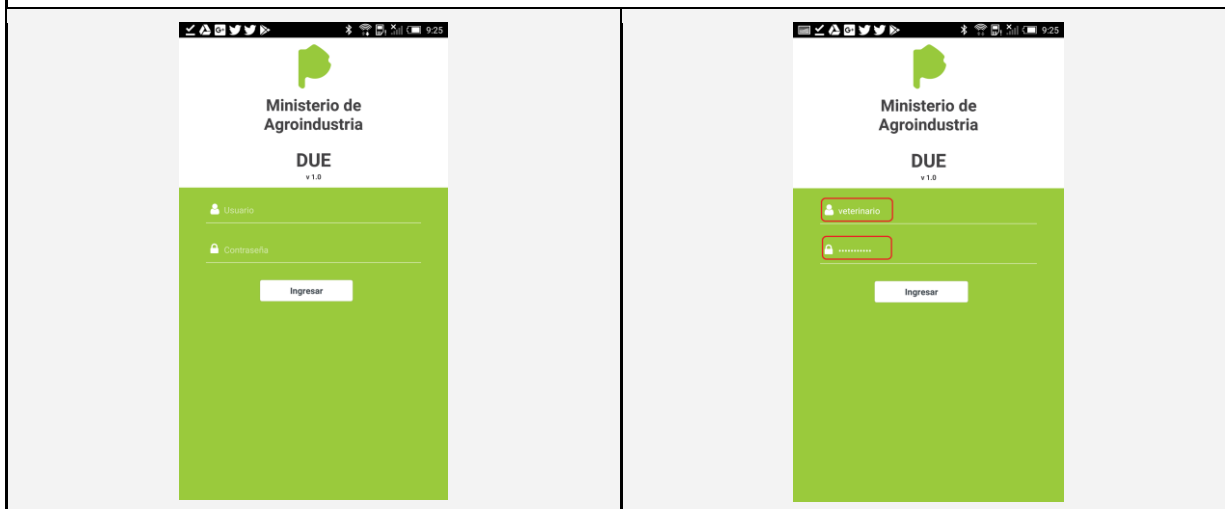 9:25
Ministerio de
Agroindustria
DUE
v 1.0
Usuario
Contraseña
Ingresar
9:25
Ministerio de
Agroindustria
DUE
v 1.0
veterinario
...........
Ingresar